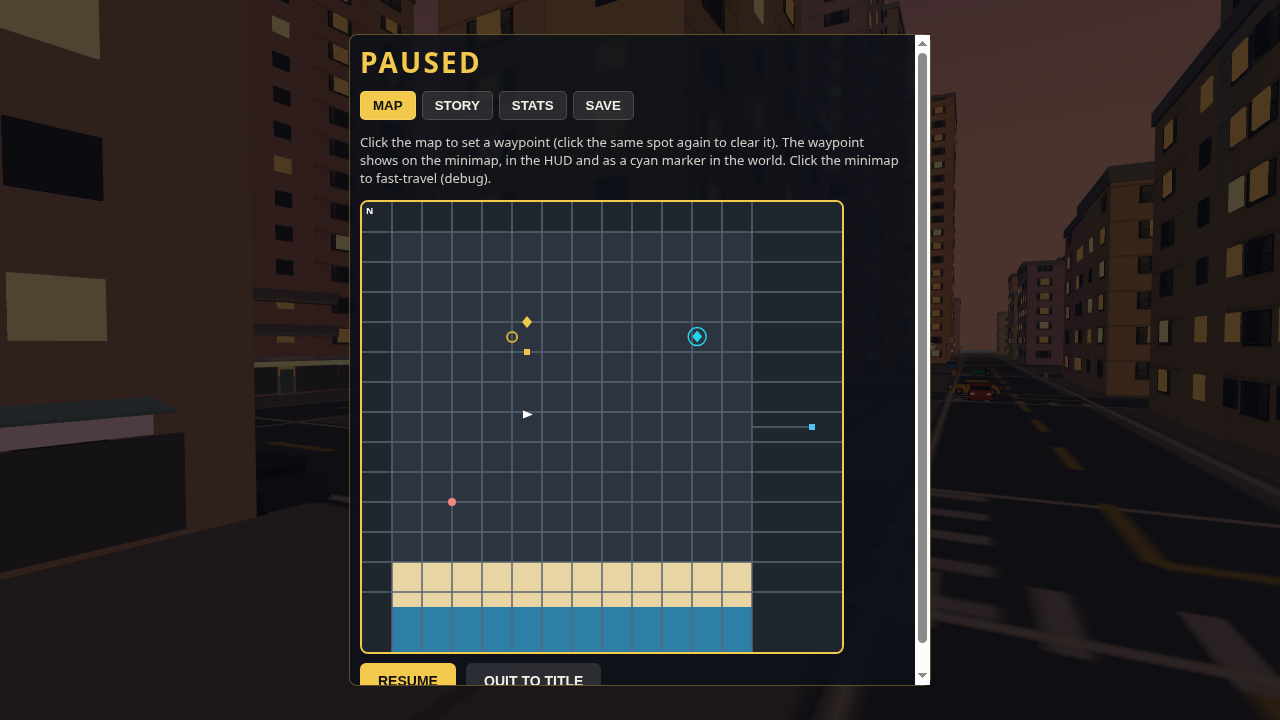 PAUSED
MAP STORY STATS SAVE
Click the map to set a waypoint (click the same spot again to clear it). The waypoint
shows on the minimap, in the HUD and as a cyan marker in the world. Click the minimap
to fast-travel (debug).
N
RESUME QUIT TO TITLE